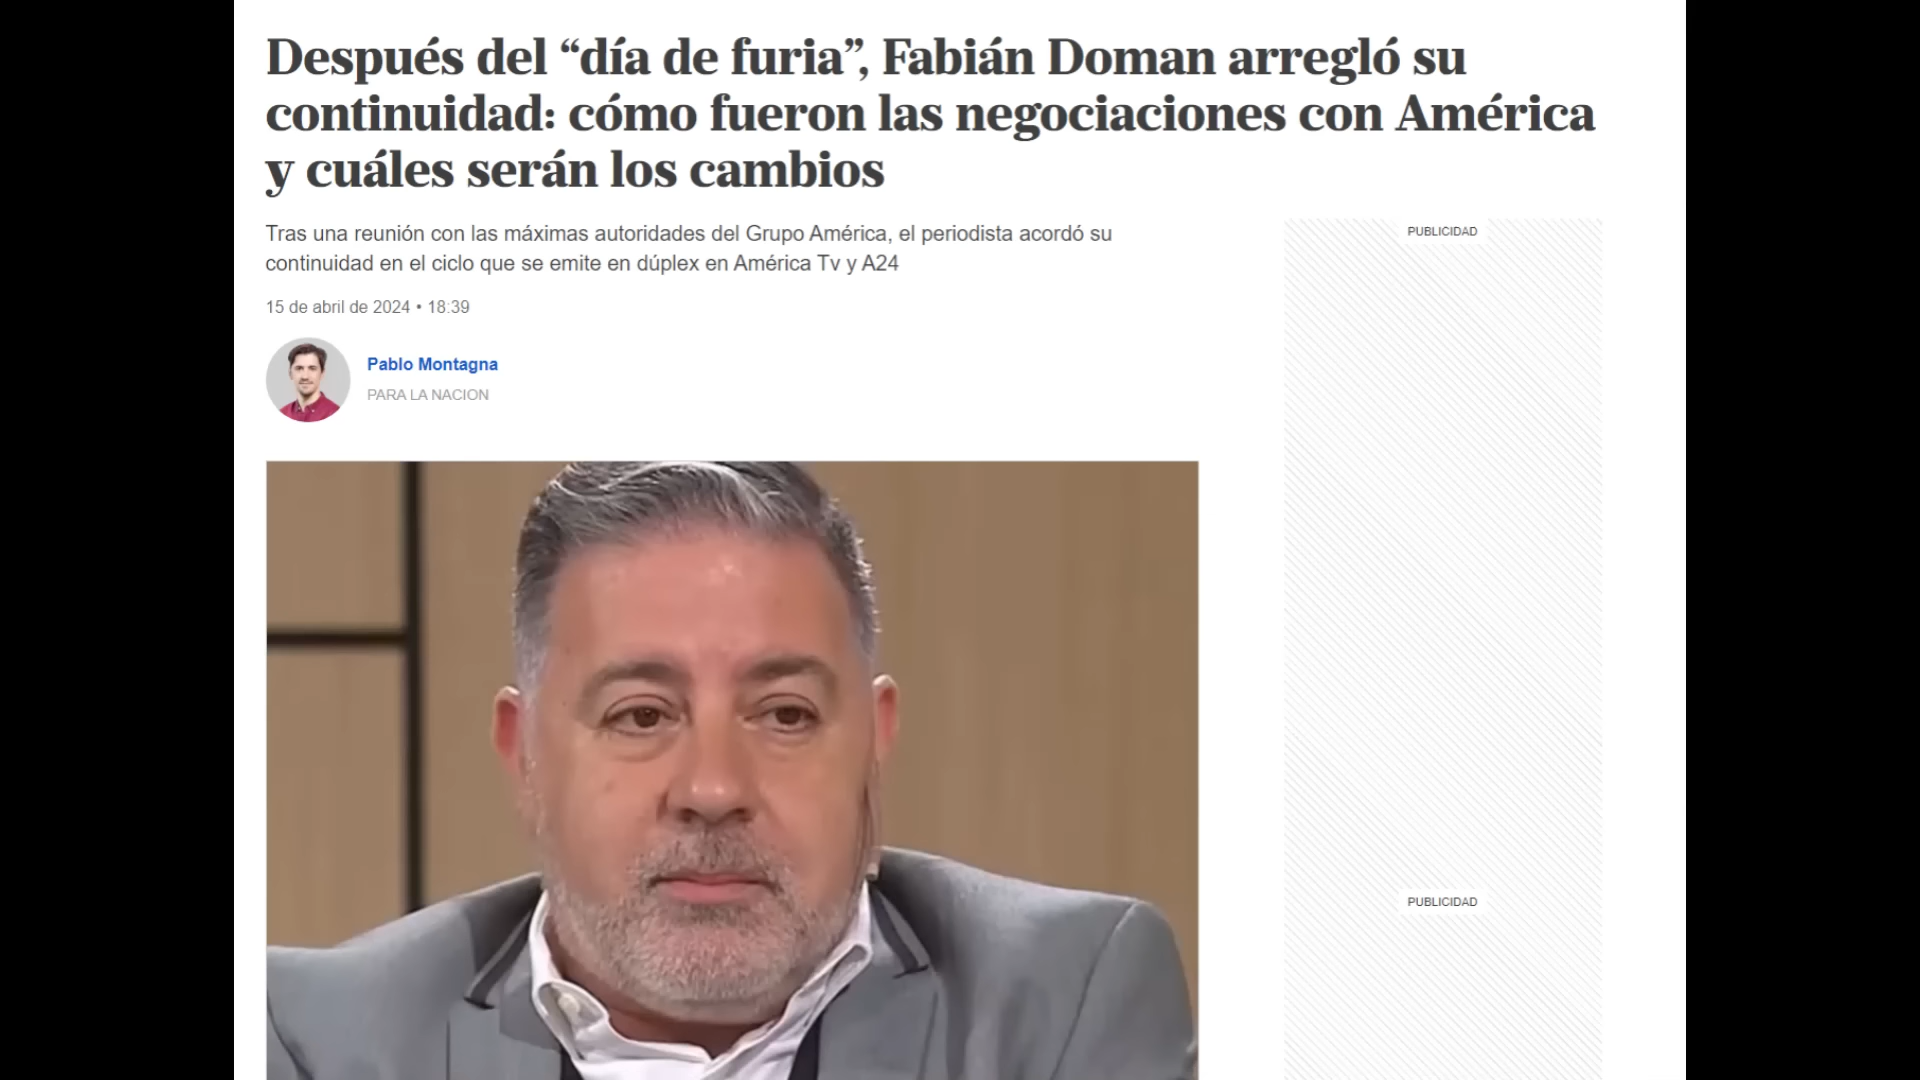 Después del “día de furia”, Fabián Doman arregló su
continuidad: cómo fueron las negociaciones con América
y cuáles serán los cambios
Tras una reunión con las máximas autoridades del Grupo América, el periodista acordó su
continuidad en el ciclo que se emite en dúplex en América Tv y A24
15 de abril de 2024 • 18:39
Pablo Montagna
PARA LA NACION
PUBLICIDAD
PUBLICIDAD